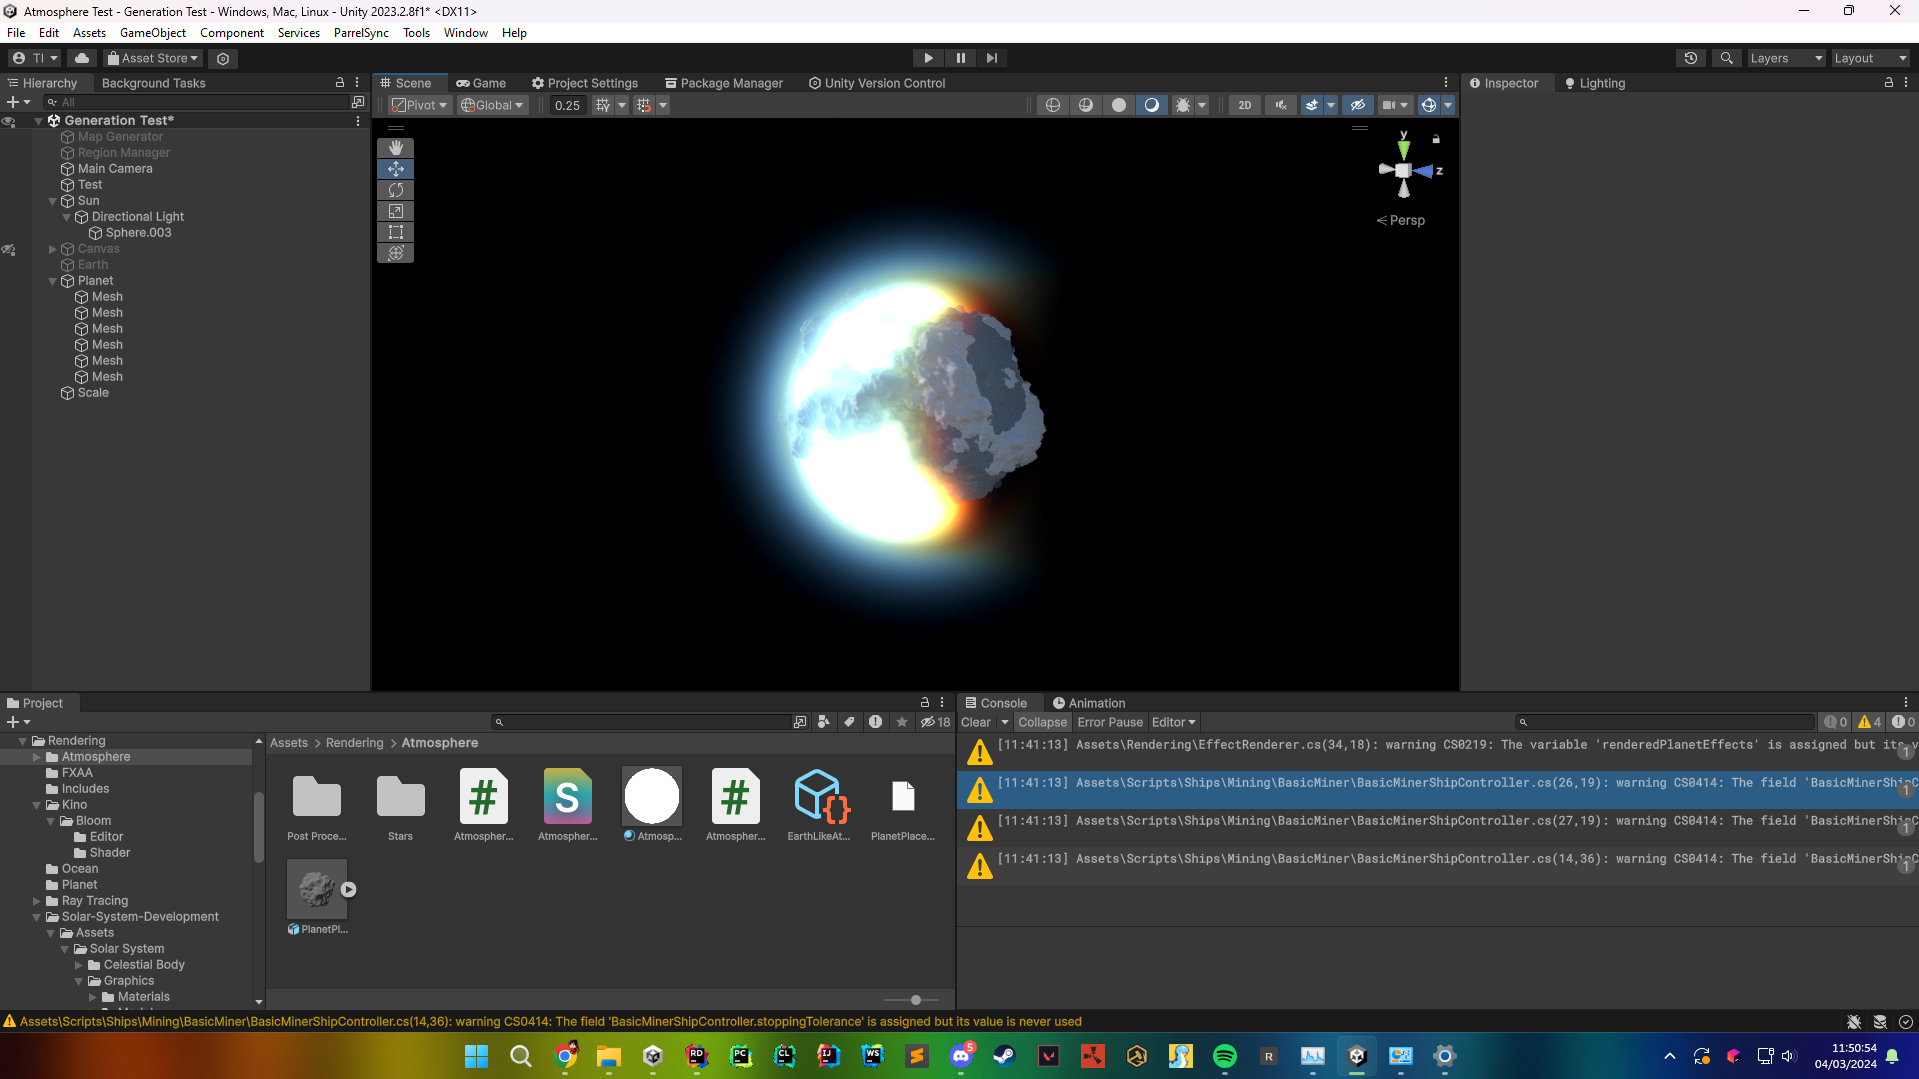 Atmosphere Test - Generation Test - Windows, Mac, Linux - Unity 2023.2.8f1* <DX11>
File Edit Assets GameObject Component Services ParrelSync Tools Window Help
TI Asset Store Layers Layout
Hierarchy Background Tasks
Scene Game Project Settings Package Manager Unity Version Control
Inspector Lighting
All
Pivot Global 0.25 2D
Generation Test*
Map Generator
Region Manager
Main Camera
Test
Sun
Directional Light
Sphere.003
Canvas
Earth
Planet
Mesh
Mesh
Mesh
Mesh
Mesh
Mesh
Scale
y
z
Persp
Project
18
Rendering
Atmosphere
FXAA
Includes
Kino
Bloom
Editor
Shader
Ocean
Planet
Ray Tracing
Solar-System-Development
Assets
Solar System
Celestial Body
Graphics
Materials
Assets > Rendering > Atmosphere
Post Proce...
Stars
Atmospher...
Atmospher...
Atmosp...
Atmospher...
EarthLikeAt...
PlanetPlace...
PlanetPl...
Console Animation
Clear Collapse Error Pause Editor 0 4 0
[11:41:13] Assets\Rendering\EffectRenderer.cs(34,18): warning CS0219: The variable 'renderedPlanetEffects' is assigned but its v
1
[11:41:13] Assets\Scripts\Ships\Mining\BasicMiner\BasicMinerShipController.cs(26,19): warning CS0414: The field 'BasicMinerShipC
1
[11:41:13] Assets\Scripts\Ships\Mining\BasicMiner\BasicMinerShipController.cs(27,19): warning CS0414: The field 'BasicMinerShipC
1
[11:41:13] Assets\Scripts\Ships\Mining\BasicMiner\BasicMinerShipController.cs(14,36): warning CS0414: The field 'BasicMinerShipC
1
Assets\Scripts\Ships\Mining\BasicMiner\BasicMinerShipController.cs(14,36): warning CS0414: The field 'BasicMinerShipController.stoppingTolerance' is assigned but its value is never used
RD PC CL IJ WS S 5 R
11:50:54
04/03/2024